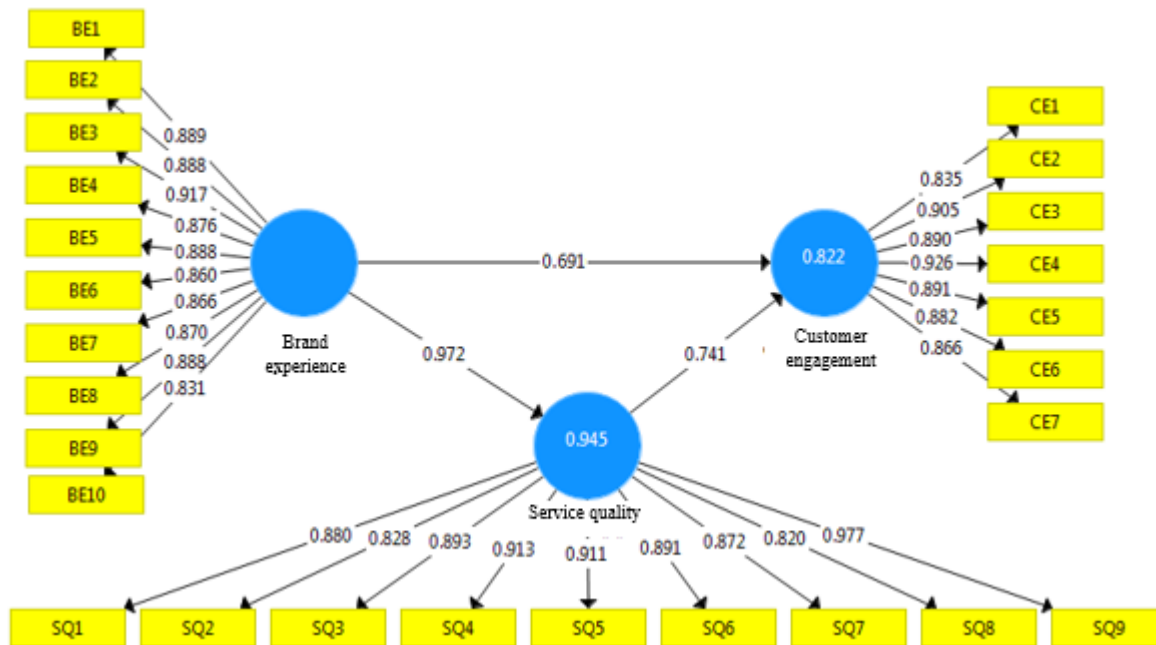 BE1
BE2
BE3
BE4
BE5
BE6
BE7
BE8
BE9
BE10
0.889
0.888
0.917
0.876
0.888
0.860
0.866
0.870
0.888
0.831
Brand
experience
0.691
0.972
0.741
0.822
Customer
engagement
0.835
0.905
0.890
0.926
0.891
0.882
0.866
CE1
CE2
CE3
CE4
CE5
CE6
CE7
0.945
Service quality
0.880
0.828
0.893
0.913
0.911
0.891
0.872
0.820
0.977
SQ1
SQ2
SQ3
SQ4
SQ5
SQ6
SQ7
SQ8
SQ9